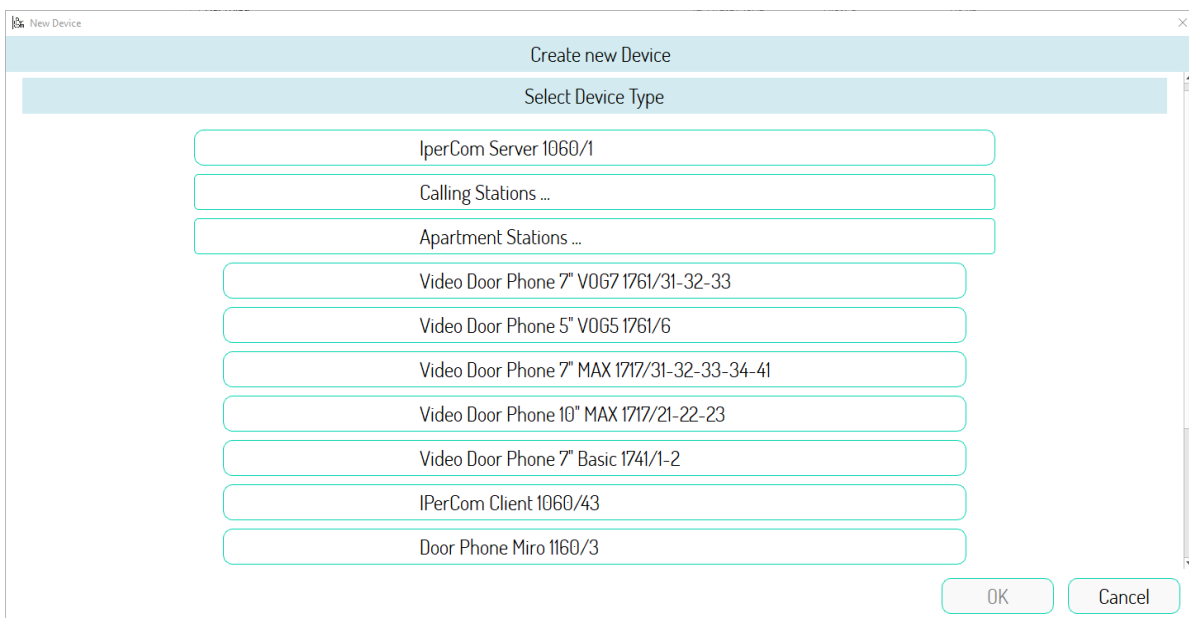 New Device
Create new Device
Select Device Type
IperCom Server 1060/1
Calling Stations ...
Apartment Stations ...
Video Door Phone 7" VOG7 1761/31-32-33
Video Door Phone 5" VOG5 1761/6
Video Door Phone 7" MAX 1717/31-32-33-34-41
Video Door Phone 10" MAX 1717/21-22-23
Video Door Phone 7" Basic 1741/1-2
IPerCom Client 1060/43
Door Phone Miro 1160/3
OK Cancel